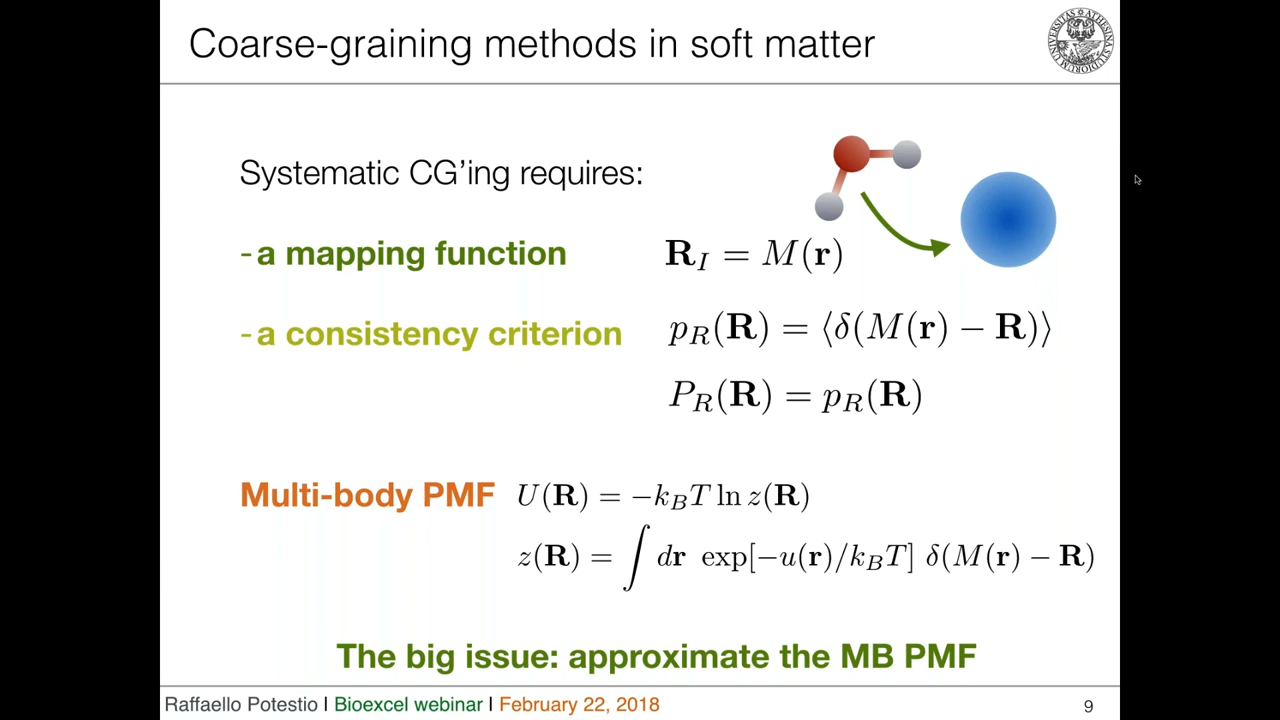 Coarse-graining methods in soft matter
Systematic CG'ing requires:
- a mapping function
𝐑_I = M(𝐫)
- a consistency criterion
p_R(𝐑) = ⟨δ(M(𝐫) − 𝐑)⟩
P_R(𝐑) = p_R(𝐑)
Multi-body PMF U(𝐑) = −k_B T ln z(𝐑)
z(𝐑) = ∫ d𝐫 exp[−u(𝐫)/k_B T] δ(M(𝐫) − 𝐑)
The big issue: approximate the MB PMF
Raffaello Potestio I Bioexcel webinar I February 22, 2018
9